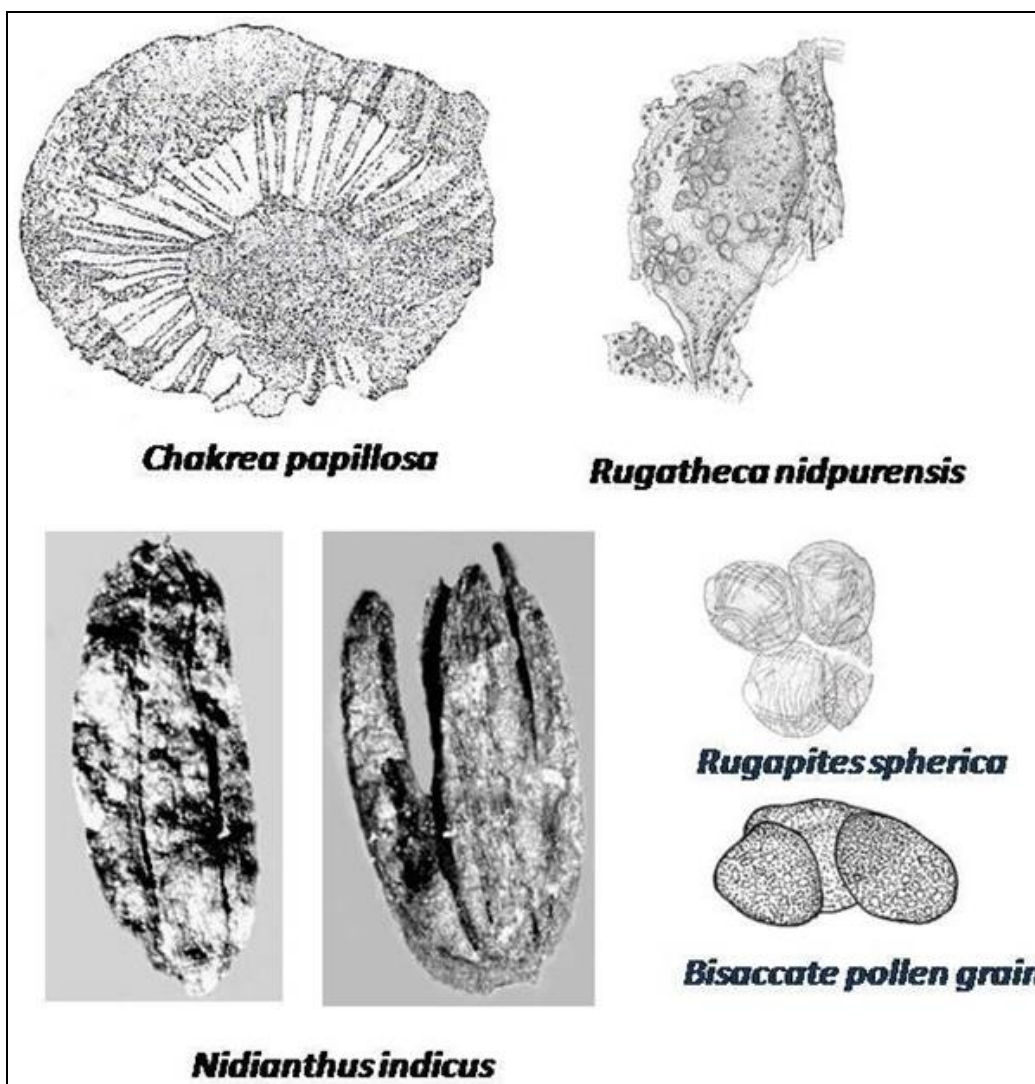 Chakrea papillosa
Rugatheca nidpurensis
Rugapites spherica
Bisaccate pollen grain
Nidianthus indicus